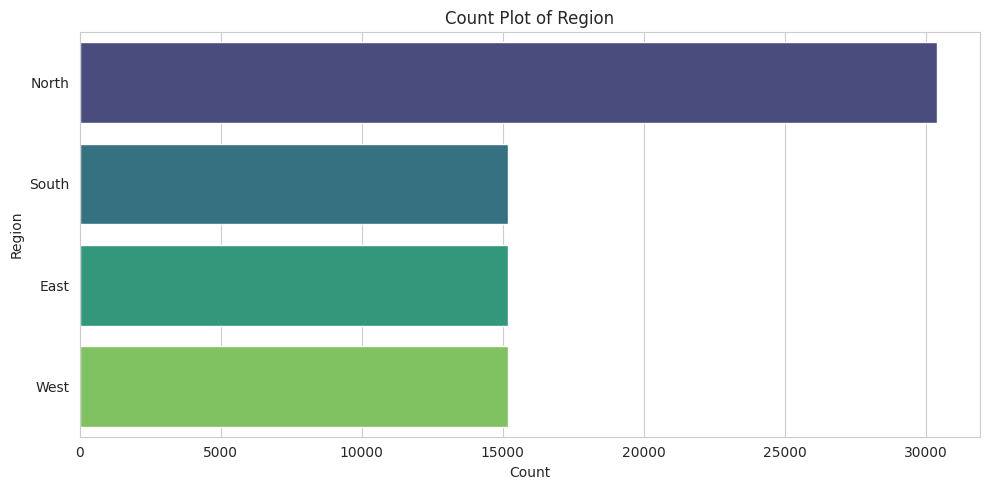 Count Plot of Region
North
South
East
West
Region
0 5000 10000 15000 20000 25000 30000
Count